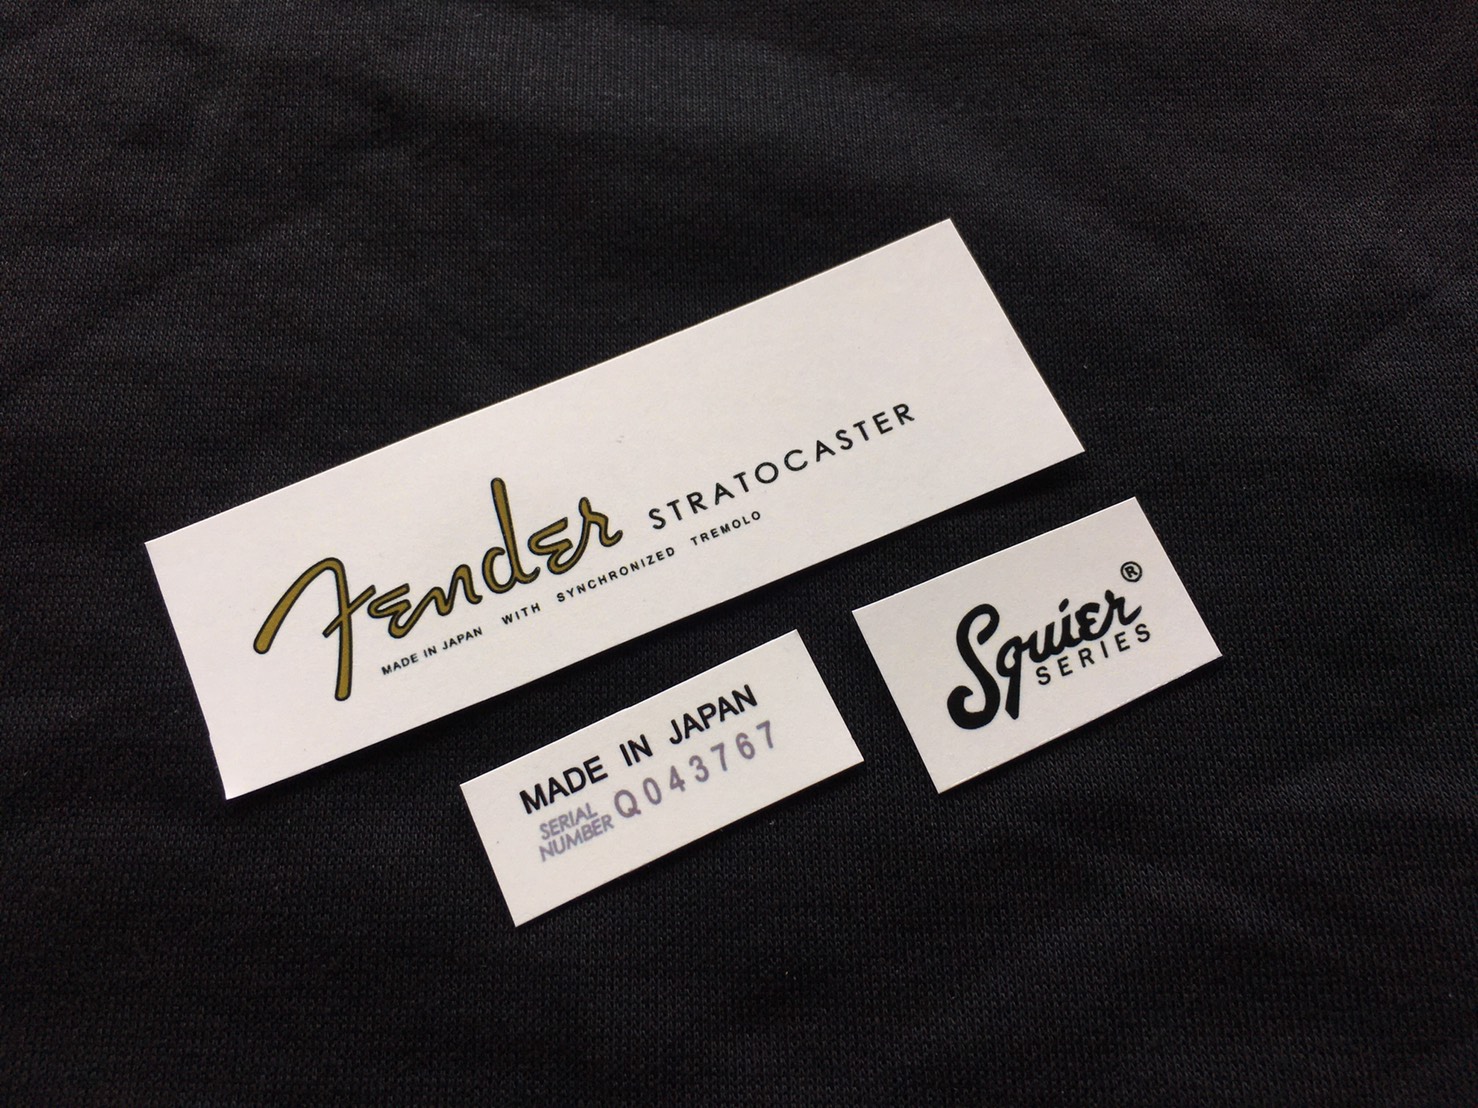 Fender STRATOCASTER
MADE IN JAPAN WITH SYNCHRONIZED TREMOLO
MADE IN JAPAN
SERIAL NUMBER Q043767
Squier ®
SERIES